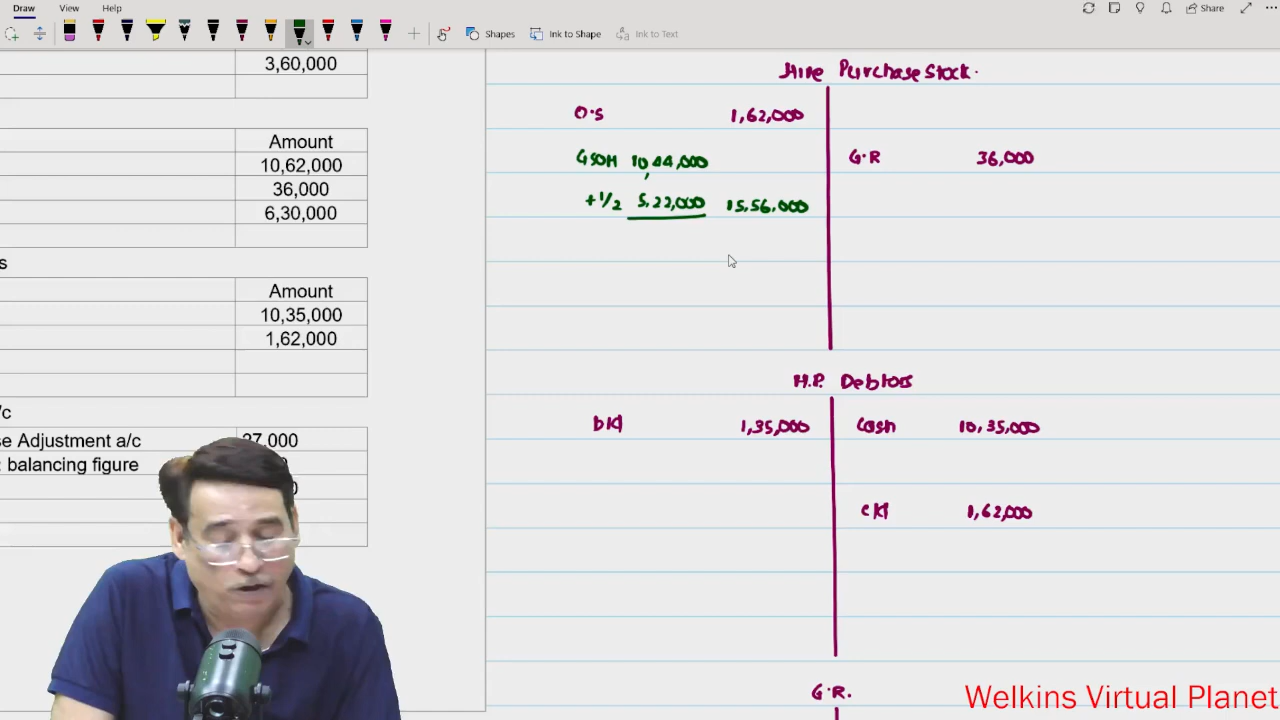 Draw View Help
Share
Shapes Ink to Shape Ink to Text
3,60,000
Amount
10,62,000
36,000
6,30,000
s
Amount
10,35,000
1,62,000
/c
se Adjustment a/c 27,000
: balancing figure
Hire Purchase Stock.
O.S 1,62,000
GSOH 10,44,000 G.R 36,000
+1/2 5,22,000 15,56,000
H.P. Debtors
bd 1,35,000 Cash 10,35,000
cd 1,62,000
G.R.
Welkins Virtual Planet